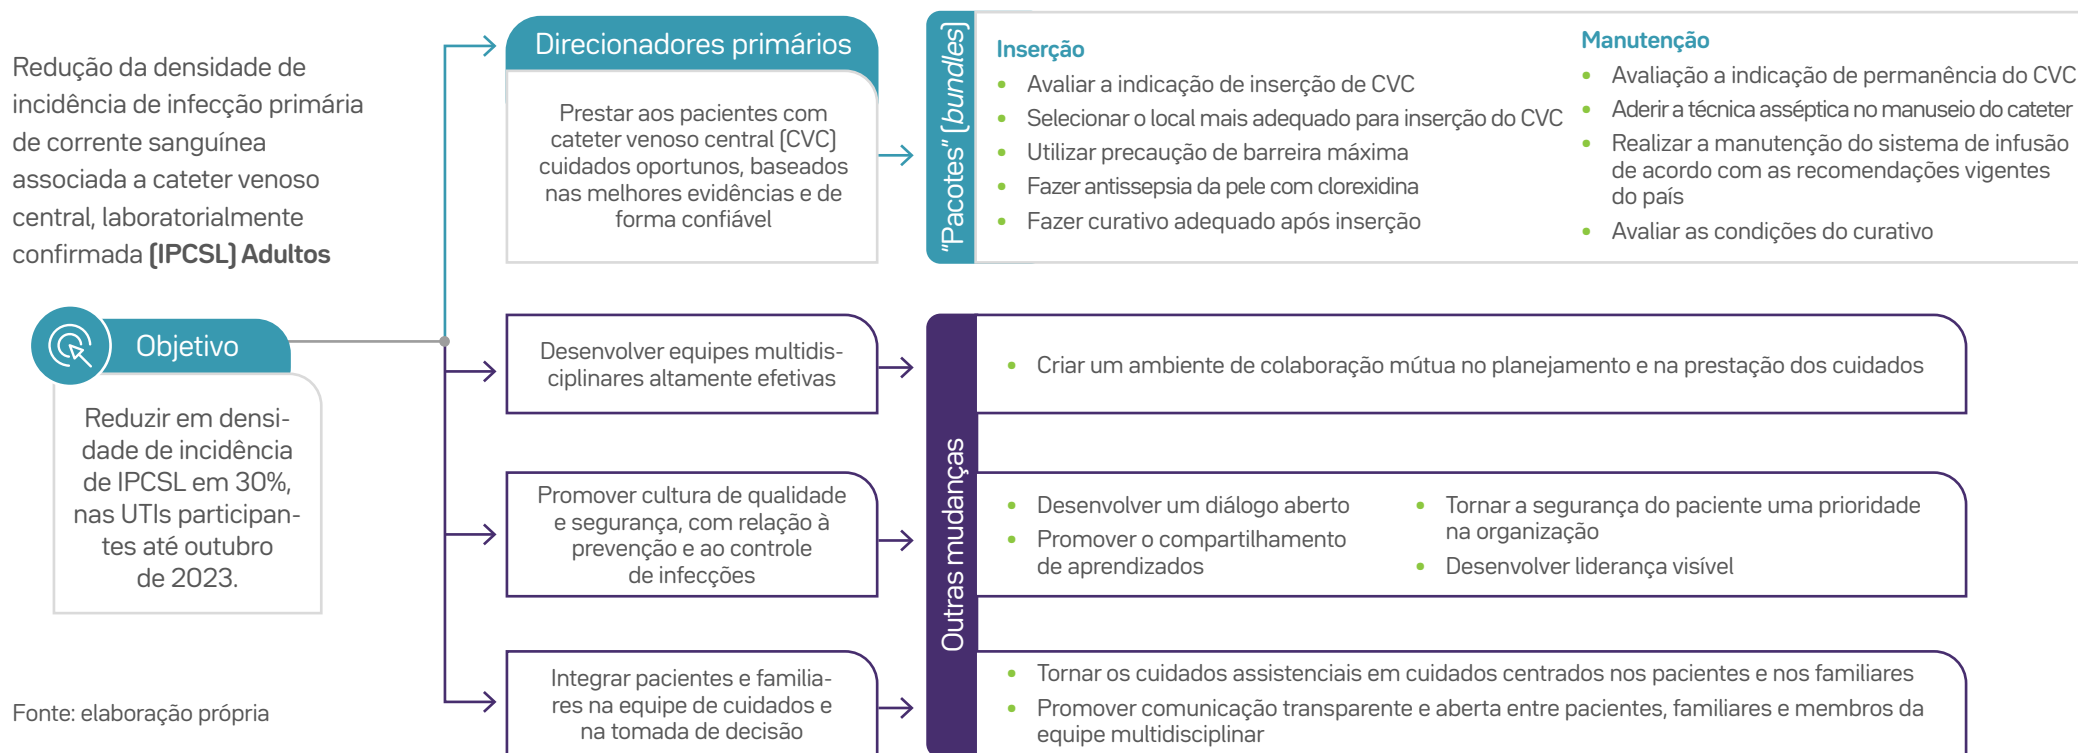 Redução da densidade de
incidência de infecção primária
de corrente sanguínea
associada a cateter venoso
central, laboratorialmente
confirmada (IPCSL) Adultos
Objetivo
Reduzir em densi-
dade de incidência
de IPCSL em 30%,
nas UTIs participan-
tes até outubro
de 2023.
Fonte: elaboração própria
Direcionadores primários
Prestar aos pacientes com
cateter venoso central (CVC)
cuidados oportunos, baseados
nas melhores evidências e de
forma confiável
"Pacotes" (bundles)
Inserção
• Avaliar a indicação de inserção de CVC
• Selecionar o local mais adequado para inserção do CVC
• Utilizar precaução de barreira máxima
• Fazer antissepsia da pele com clorexidina
• Fazer curativo adequado após inserção
Manutenção
• Avaliação a indicação de permanência do CVC
• Aderir a técnica asséptica no manuseio do cateter
• Realizar a manutenção do sistema de infusão
de acordo com as recomendações vigentes
do país
• Avaliar as condições do curativo
Desenvolver equipes multidis-
ciplinares altamente efetivas
Outras mudanças
• Criar um ambiente de colaboração mútua no planejamento e na prestação dos cuidados
Promover cultura de qualidade
e segurança, com relação à
prevenção e ao controle
de infecções
• Desenvolver um diálogo aberto
• Promover o compartilhamento
de aprendizados
• Tornar a segurança do paciente uma prioridade
na organização
• Desenvolver liderança visível
Integrar pacientes e familia-
res na equipe de cuidados e
na tomada de decisão
• Tornar os cuidados assistenciais em cuidados centrados nos pacientes e nos familiares
• Promover comunicação transparente e aberta entre pacientes, familiares e membros da
equipe multidisciplinar